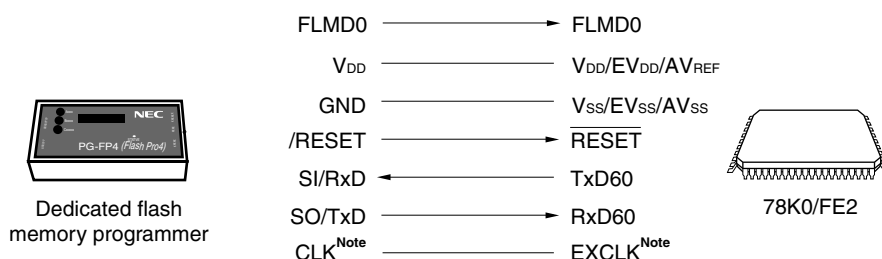 FLMD0 FLMD0
VDD VDD/EVDD/AVREF
GND VSS/EVSS/AVSS
/RESET RESET
SI/RxD TxD60
SO/TxD RxD60
CLKNote EXCLKNote
NEC
PG-FP4 (Flash Pro4)
Dedicated flash
memory programmer
78K0/FE2